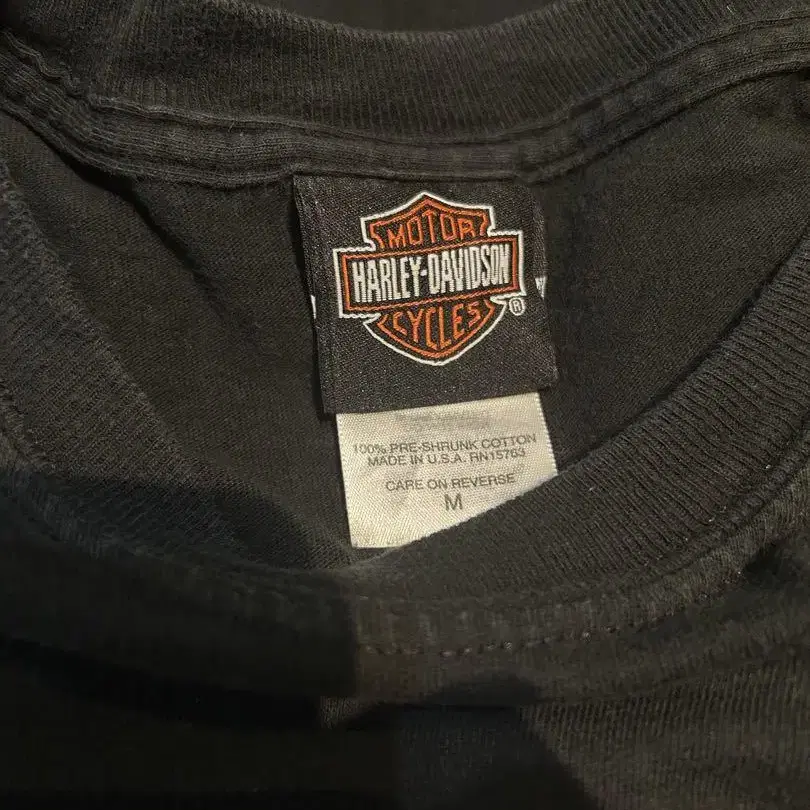 MOTOR
HARLEY-DAVIDSON
CYCLES
®
100% PRE-SHRUNK COTTON
MADE IN U.S.A. RN15763
CARE ON REVERSE
M